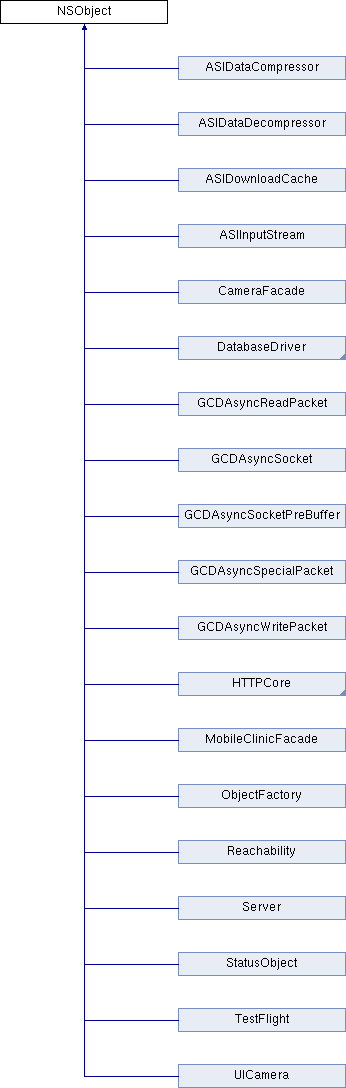 NSObject
ASIDataCompressor
ASIDataDecompressor
ASIDownloadCache
ASIInputStream
CameraFacade
DatabaseDriver
GCDAsyncReadPacket
GCDAsyncSocket
GCDAsyncSocketPreBuffer
GCDAsyncSpecialPacket
GCDAsyncWritePacket
HTTPCore
MobileClinicFacade
ObjectFactory
Reachability
Server
StatusObject
TestFlight
UICamera